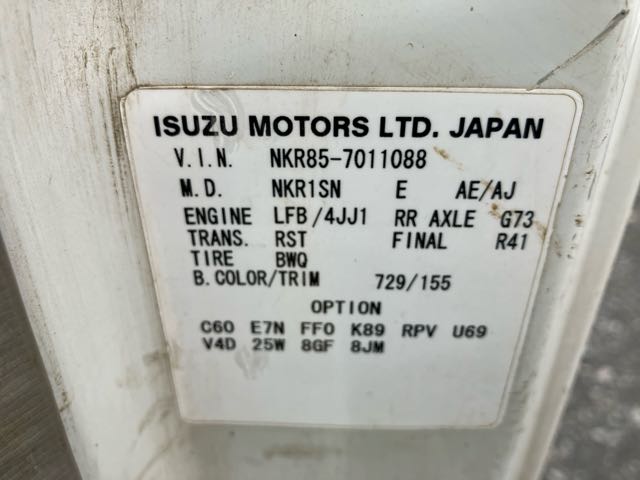 ISUZU MOTORS LTD. JAPAN
V.I.N. NKR85-7011088
M.D. NKR1SN E AE/AJ
ENGINE LFB/4JJ1 RR AXLE G73
TRANS. RST FINAL R41
TIRE BWQ
B.COLOR/TRIM 729/155
OPTION
C60 E7N FF0 K89 RPV U69
V4D 25W 8GF 8JM